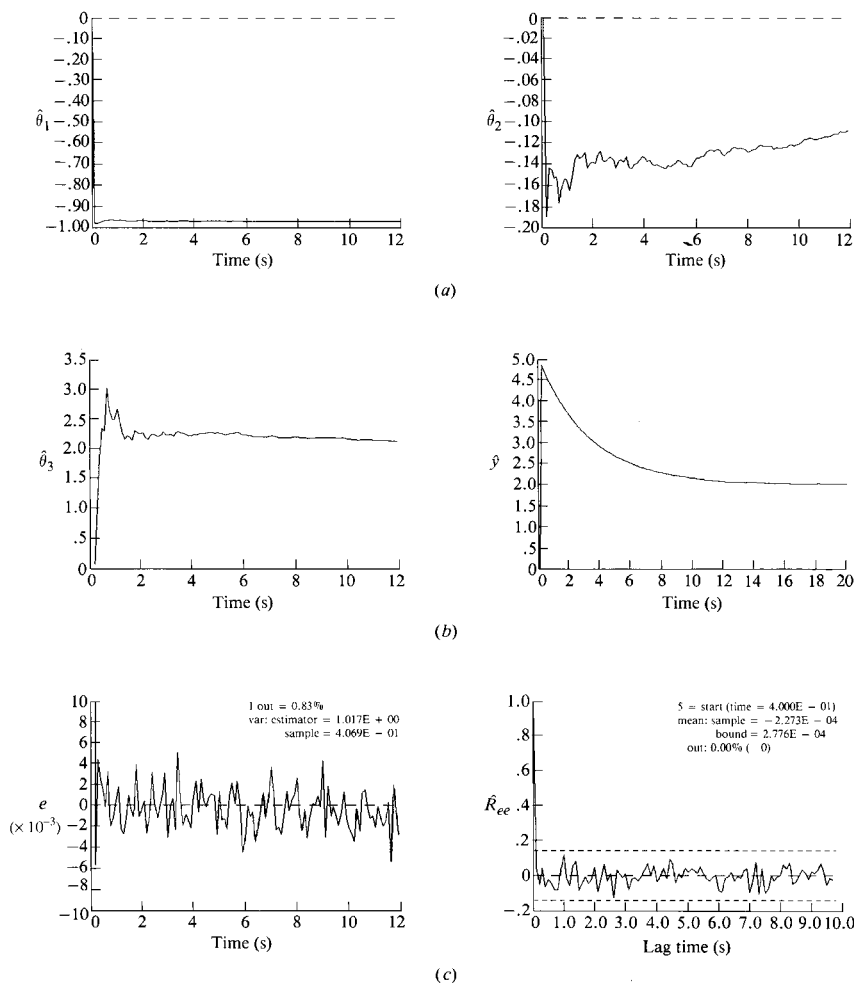 0
−.10
−.20
−.30
−.40
θ̂1 −.50
−.60
−.70
−.80
−.90
−1.00
0 2 4 6 8 10 12
Time (s)
0
−.02
−.04
−.06
−.08
θ̂2 −.10
−.12
−.14
−.16
−.18
−.20
0 2 4 6 8 10 12
Time (s)
(a)
3.5
3.0
2.5
2.0
θ̂3
1.5
1.0
.5
0
0 2 4 6 8 10 12
Time (s)
5.0
4.5
4.0
3.5
3.0
ŷ 2.5
2.0
1.5
1.0
.5
0
0 2 4 6 8 10 12 14 16 18 20
Time (s)
(b)
10
8
6
4
2
e 0
(× 10−3) −2
−4
−6
−8
−10
0 2 4 6 8 10 12
Time (s)
1 out = 0.83%
var: estimator = 1.017E + 00
sample = 4.069E − 01
1.0
.8
.6
R̂ee .4
.2
0
−.2
0 1.0 2.0 3.0 4.0 5.0 6.0 7.0 8.0 9.0 10.0
Lag time (s)
5 = start (time = 4.000E − 01)
mean: sample = −2.273E − 04
bound = 2.776E − 04
out: 0.00% ( 0)
(c)